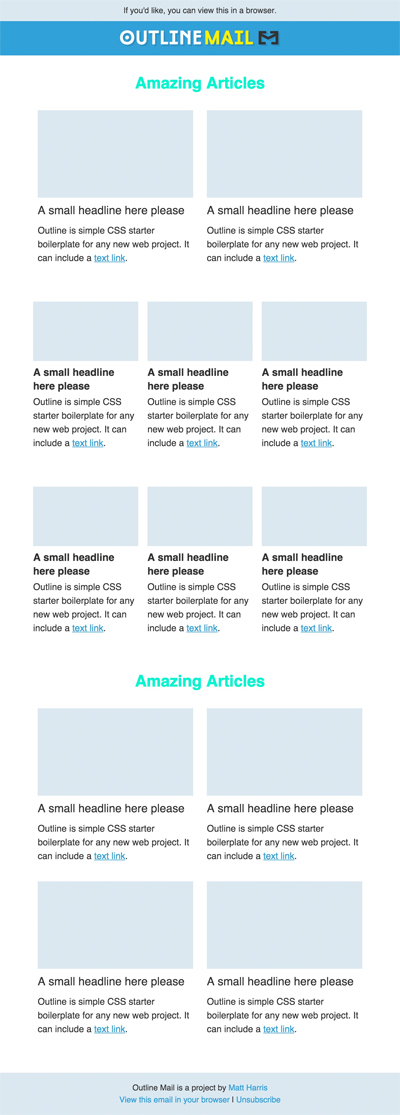 If you'd like, you can view this in a browser.
OUTLINEMAIL
Amazing Articles
A small headline here please
Outline is simple CSS starter
boilerplate for any new web project. It
can include a text link.
A small headline here please
Outline is simple CSS starter
boilerplate for any new web project. It
can include a text link.
A small headline
here please
Outline is simple CSS
starter boilerplate for any
new web project. It can
include a text link.
A small headline
here please
Outline is simple CSS
starter boilerplate for any
new web project. It can
include a text link.
A small headline
here please
Outline is simple CSS
starter boilerplate for any
new web project. It can
include a text link.
A small headline
here please
Outline is simple CSS
starter boilerplate for any
new web project. It can
include a text link.
A small headline
here please
Outline is simple CSS
starter boilerplate for any
new web project. It can
include a text link.
A small headline
here please
Outline is simple CSS
starter boilerplate for any
new web project. It can
include a text link.
Amazing Articles
A small headline here please
Outline is simple CSS starter
boilerplate for any new web project. It
can include a text link.
A small headline here please
Outline is simple CSS starter
boilerplate for any new web project. It
can include a text link.
A small headline here please
Outline is simple CSS starter
boilerplate for any new web project. It
can include a text link.
A small headline here please
Outline is simple CSS starter
boilerplate for any new web project. It
can include a text link.
Outline Mail is a project by Matt Harris
View this email in your browser | Unsubscribe